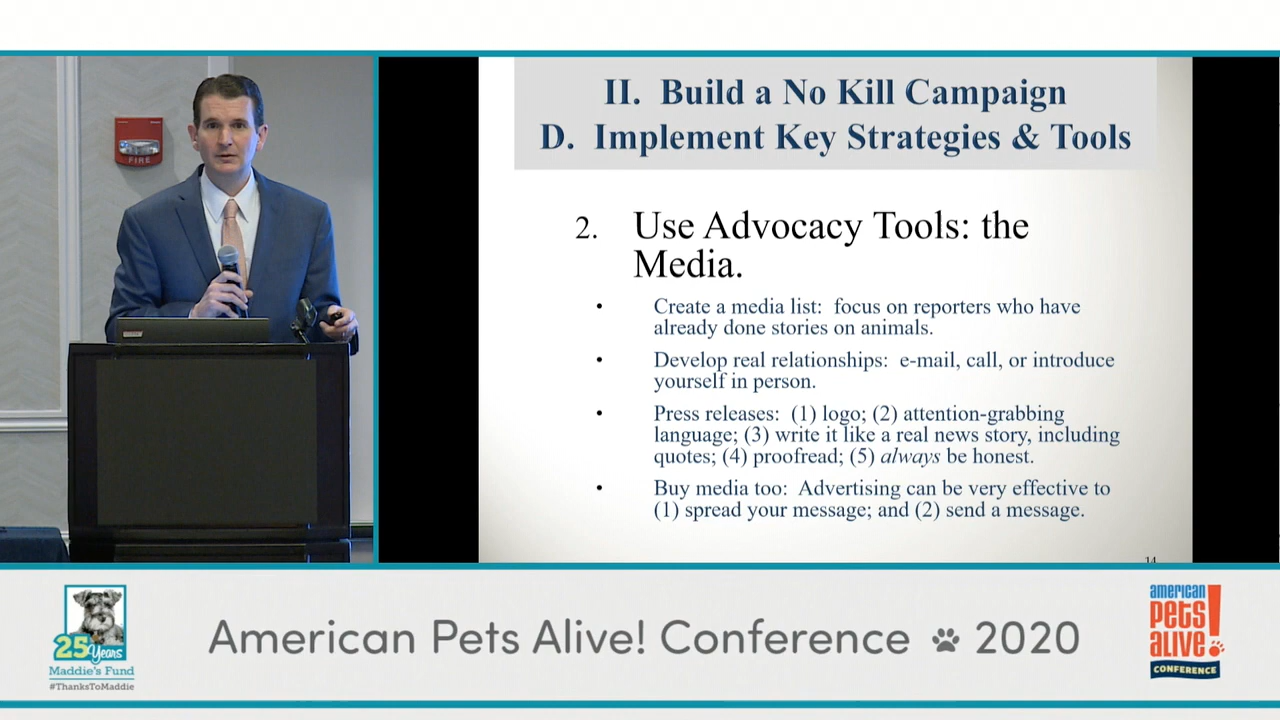 FIRE
II. Build a No Kill Campaign
D. Implement Key Strategies & Tools
2. Use Advocacy Tools: the
Media.
• Create a media list: focus on reporters who have
already done stories on animals.
• Develop real relationships: e-mail, call, or introduce
yourself in person.
• Press releases: (1) logo; (2) attention-grabbing
language; (3) write it like a real news story, including
quotes; (4) proofread; (5) always be honest.
• Buy media too: Advertising can be very effective to
(1) spread your message; and (2) send a message.
14
25 Years
Maddie's Fund
#ThanksToMaddie
American Pets Alive! Conference 2020
american
pets
alive!
CONFERENCE